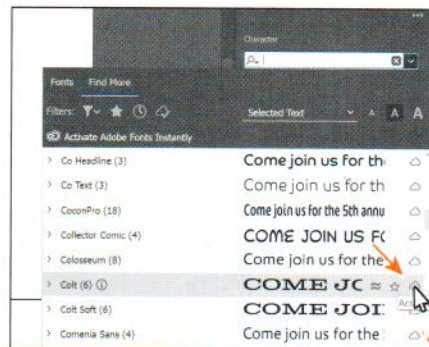 Character
Fonts Find More
Filters: Selected Text A A A
Activate Adobe Fonts Instantly
Co Headline (3) Come join us for th
Co Text (3) Come join us for th
CoconPro (18) Come join us for the 5th annu
Collector Comic (4) COME JOIN US FO
Colosseum (8) Come join us for the
Colt (6) COME JO
Act
Colt Soft (6) COME JOI
Comenia Sans (4) Come join us for the